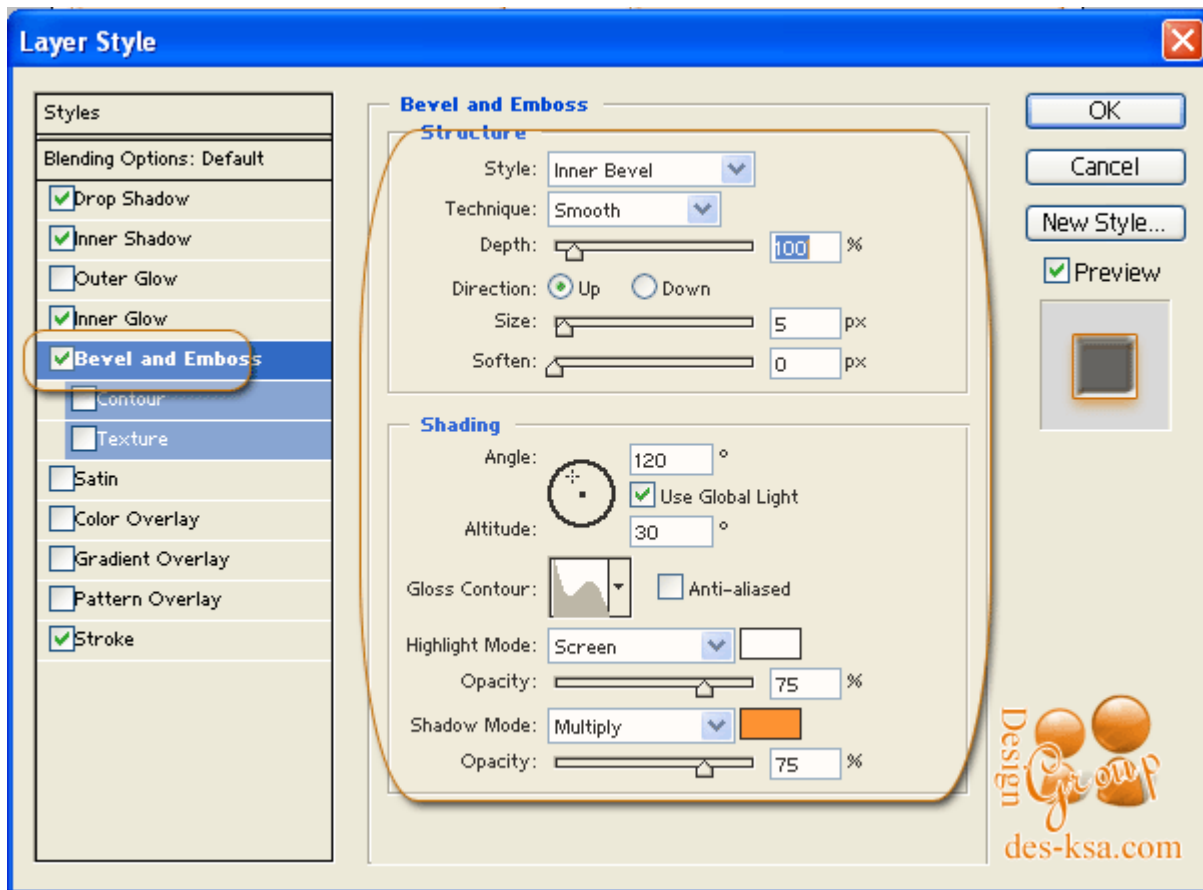 Layer Style
Styles
Blending Options: Default
Drop Shadow
Inner Shadow
Outer Glow
Inner Glow
Bevel and Emboss
Contour
Texture
Satin
Color Overlay
Gradient Overlay
Pattern Overlay
Stroke
Bevel and Emboss
Structure
Style: Inner Bevel
Technique: Smooth
Depth: 100 %
Direction: Up Down
Size: 5 px
Soften: 0 px
Shading
Angle: 120 °
Use Global Light
Altitude: 30 °
Gloss Contour: Anti-aliased
Highlight Mode: Screen
Opacity: 75 %
Shadow Mode: Multiply
Opacity: 75 %
OK
Cancel
New Style...
Preview
Design
Group
des-ksa.com